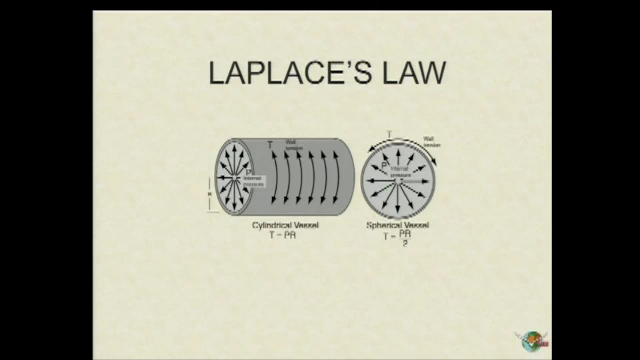 LAPLACE'S LAW
T
Wall
tension
P
Internal
pressure
R
Cylindrical Vessel
T = PR
T
Wall
tension
P
Internal
pressure
Spherical Vessel
T = PR
2